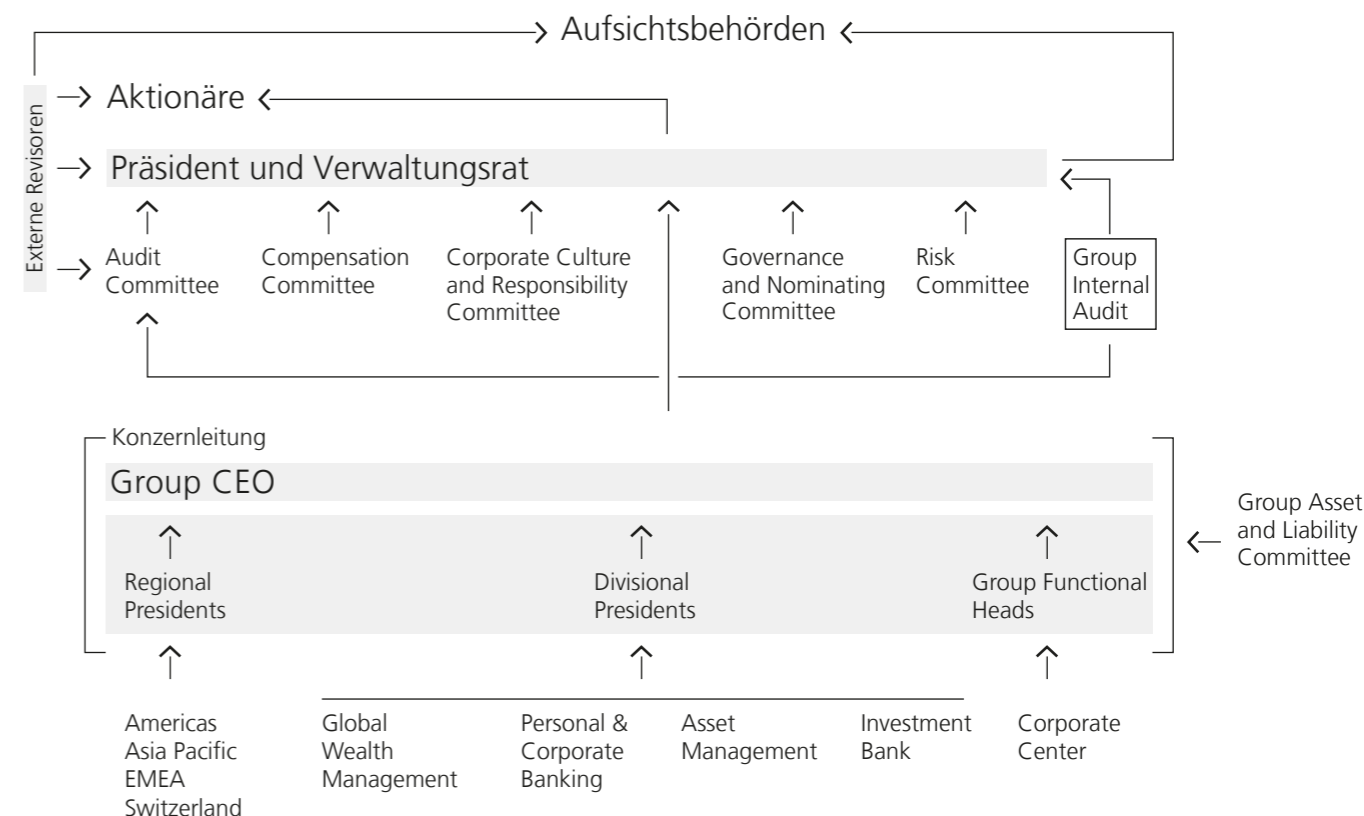 Aufsichtsbehörden
Externe Revisoren
Aktionäre
Präsident und Verwaltungsrat
Audit
Committee
Compensation
Committee
Corporate Culture
and Responsibility
Committee
Governance
and Nominating
Committee
Risk
Committee
Group
Internal
Audit
Konzernleitung
Group CEO
Regional
Presidents
Divisional
Presidents
Group Functional
Heads
Group Asset
and Liability
Committee
Americas
Asia Pacific
EMEA
Switzerland
Global
Wealth
Management
Personal &
Corporate
Banking
Asset
Management
Investment
Bank
Corporate
Center